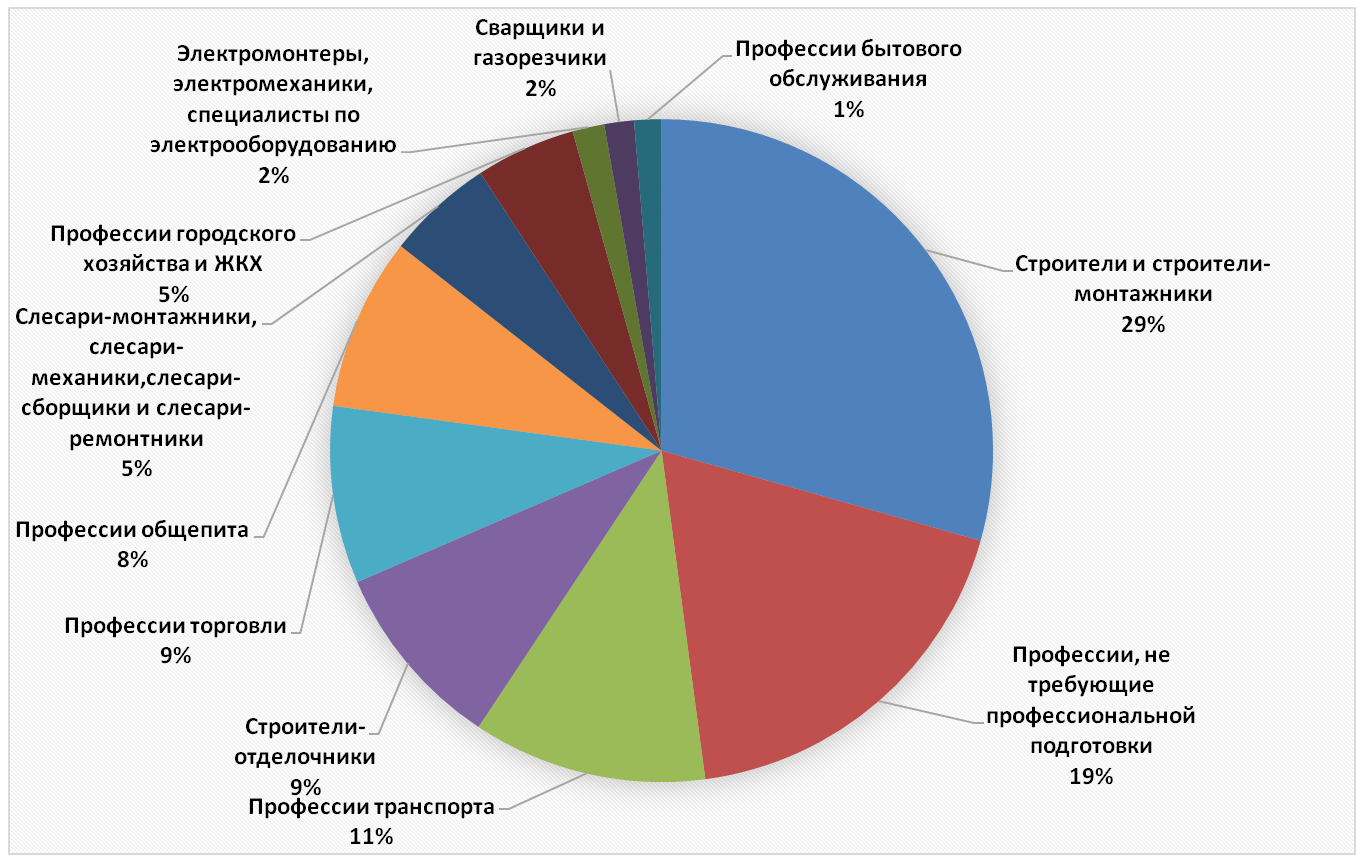 Сварщики и
газорезчики
2%
Профессии бытового
обслуживания
1%
Электромонтеры,
электромеханики,
специалисты по
электрооборудованию
2%
Профессии городского
хозяйства и ЖКХ
5%
Строители и строители-
монтажники
29%
Слесари-монтажники,
слесари-
механики,слесари-
сборщики и слесари-
ремонтники
5%
Профессии общепита
8%
Профессии торговли
9%
Профессии, не
требующие
профессиональной
подготовки
19%
Строители-
отделочники
9%
Профессии транспорта
11%